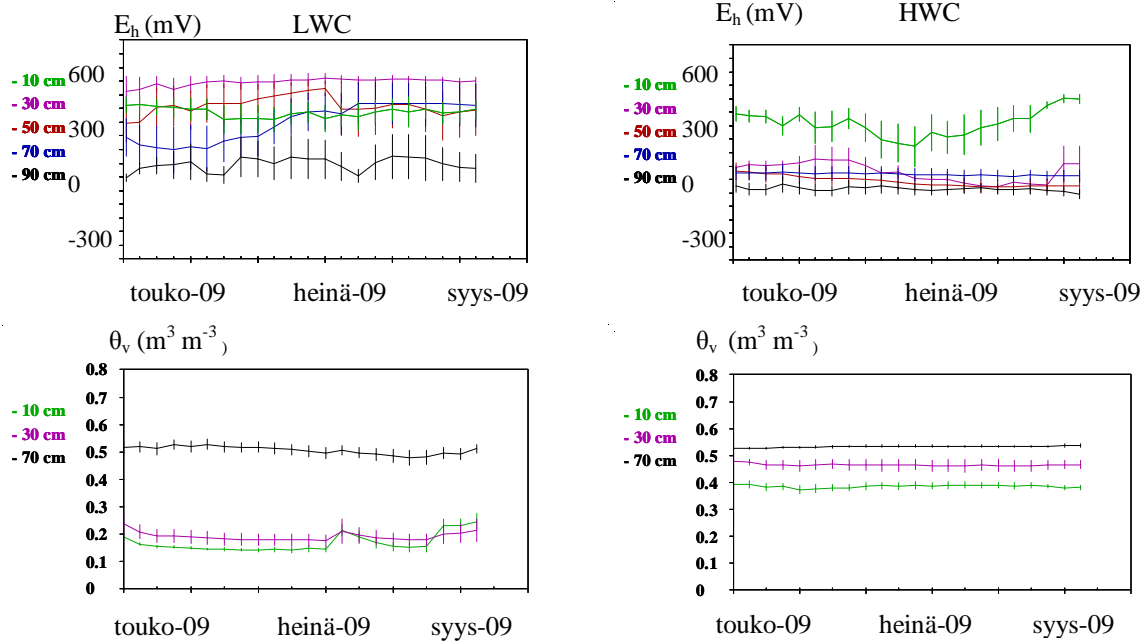 E_h (mV) LWC
- 10 cm
- 30 cm
- 50 cm
- 70 cm
- 90 cm
600
300
0
-300
touko-09 heinä-09 syys-09
E_h (mV) HWC
- 10 cm
- 30 cm
- 50 cm
- 70 cm
- 90 cm
600
300
0
-300
touko-09 heinä-09 syys-09
θ_v (m³ m⁻³)
- 10 cm
- 30 cm
- 70 cm
0.8
0.7
0.6
0.5
0.4
0.3
0.2
0.1
0
touko-09 heinä-09 syys-09
θ_v (m³ m⁻³)
- 10 cm
- 30 cm
- 70 cm
0.8
0.7
0.6
0.5
0.4
0.3
0.2
0.1
0
touko-09 heinä-09 syys-09